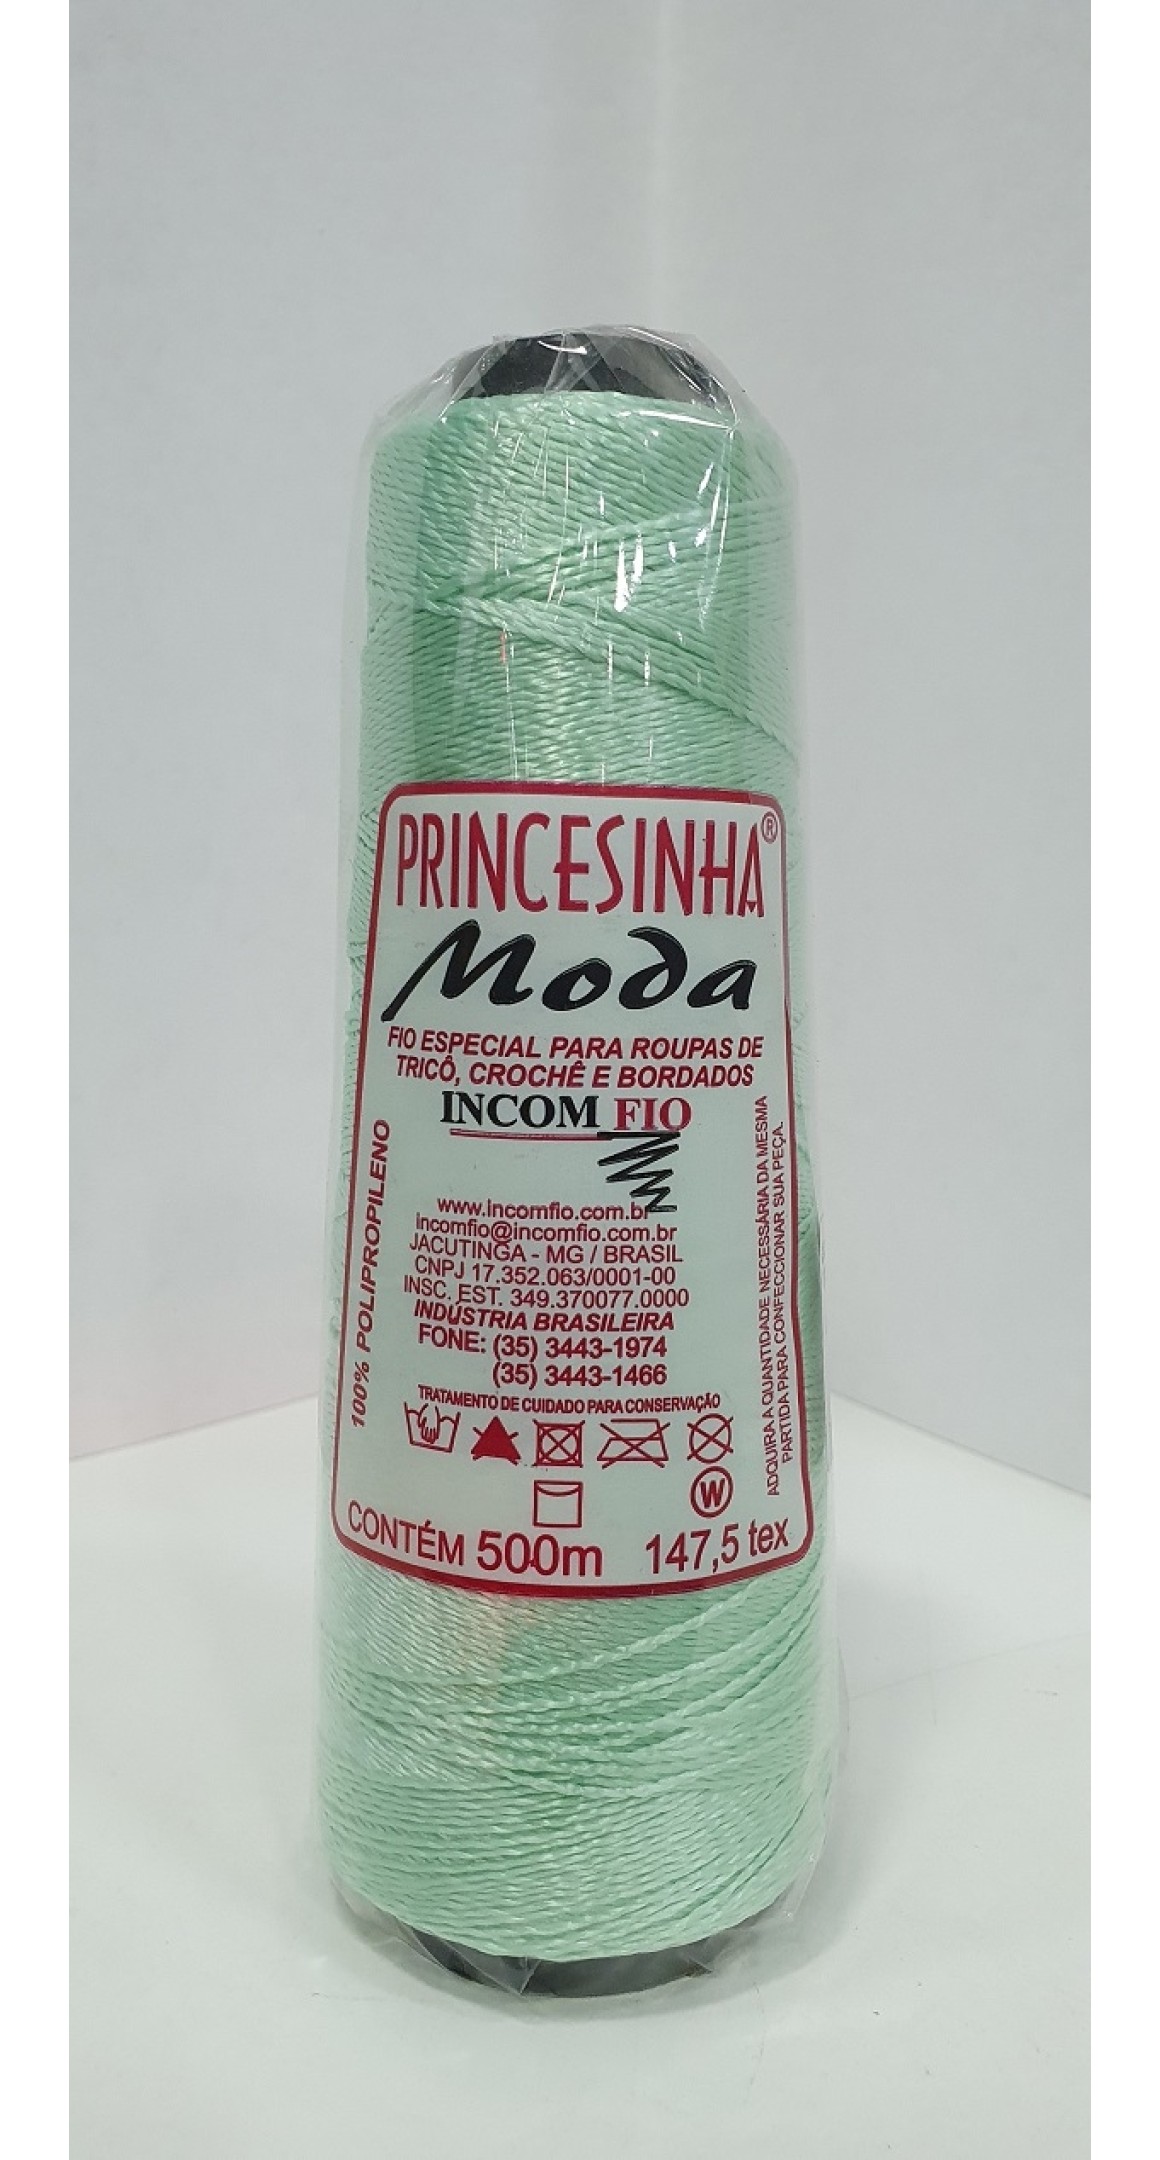 PRINCESINHA®
Moda
FIO ESPECIAL PARA ROUPAS DE
TRICÔ, CROCHÊ E BORDADOS
INCOM FIO
www.incomfio.com.br
incomfio@incomfio.com.br
JACUTINGA - MG / BRASIL
CNPJ 17.352.063/0001-00
INSC. EST. 349.370077.0000
INDÚSTRIA BRASILEIRA
FONE: (35) 3443-1974
(35) 3443-1466
TRATAMENTO DE CUIDADO PARA CONSERVAÇÃO
W
CONTÉM 500m 147,5 tex
100% POLIPROPILENO
ADQUIRA A QUANTIDADE NECESSÁRIA DA MESMA
PARTIDA PARA CONFECCIONAR SUA PEÇA.